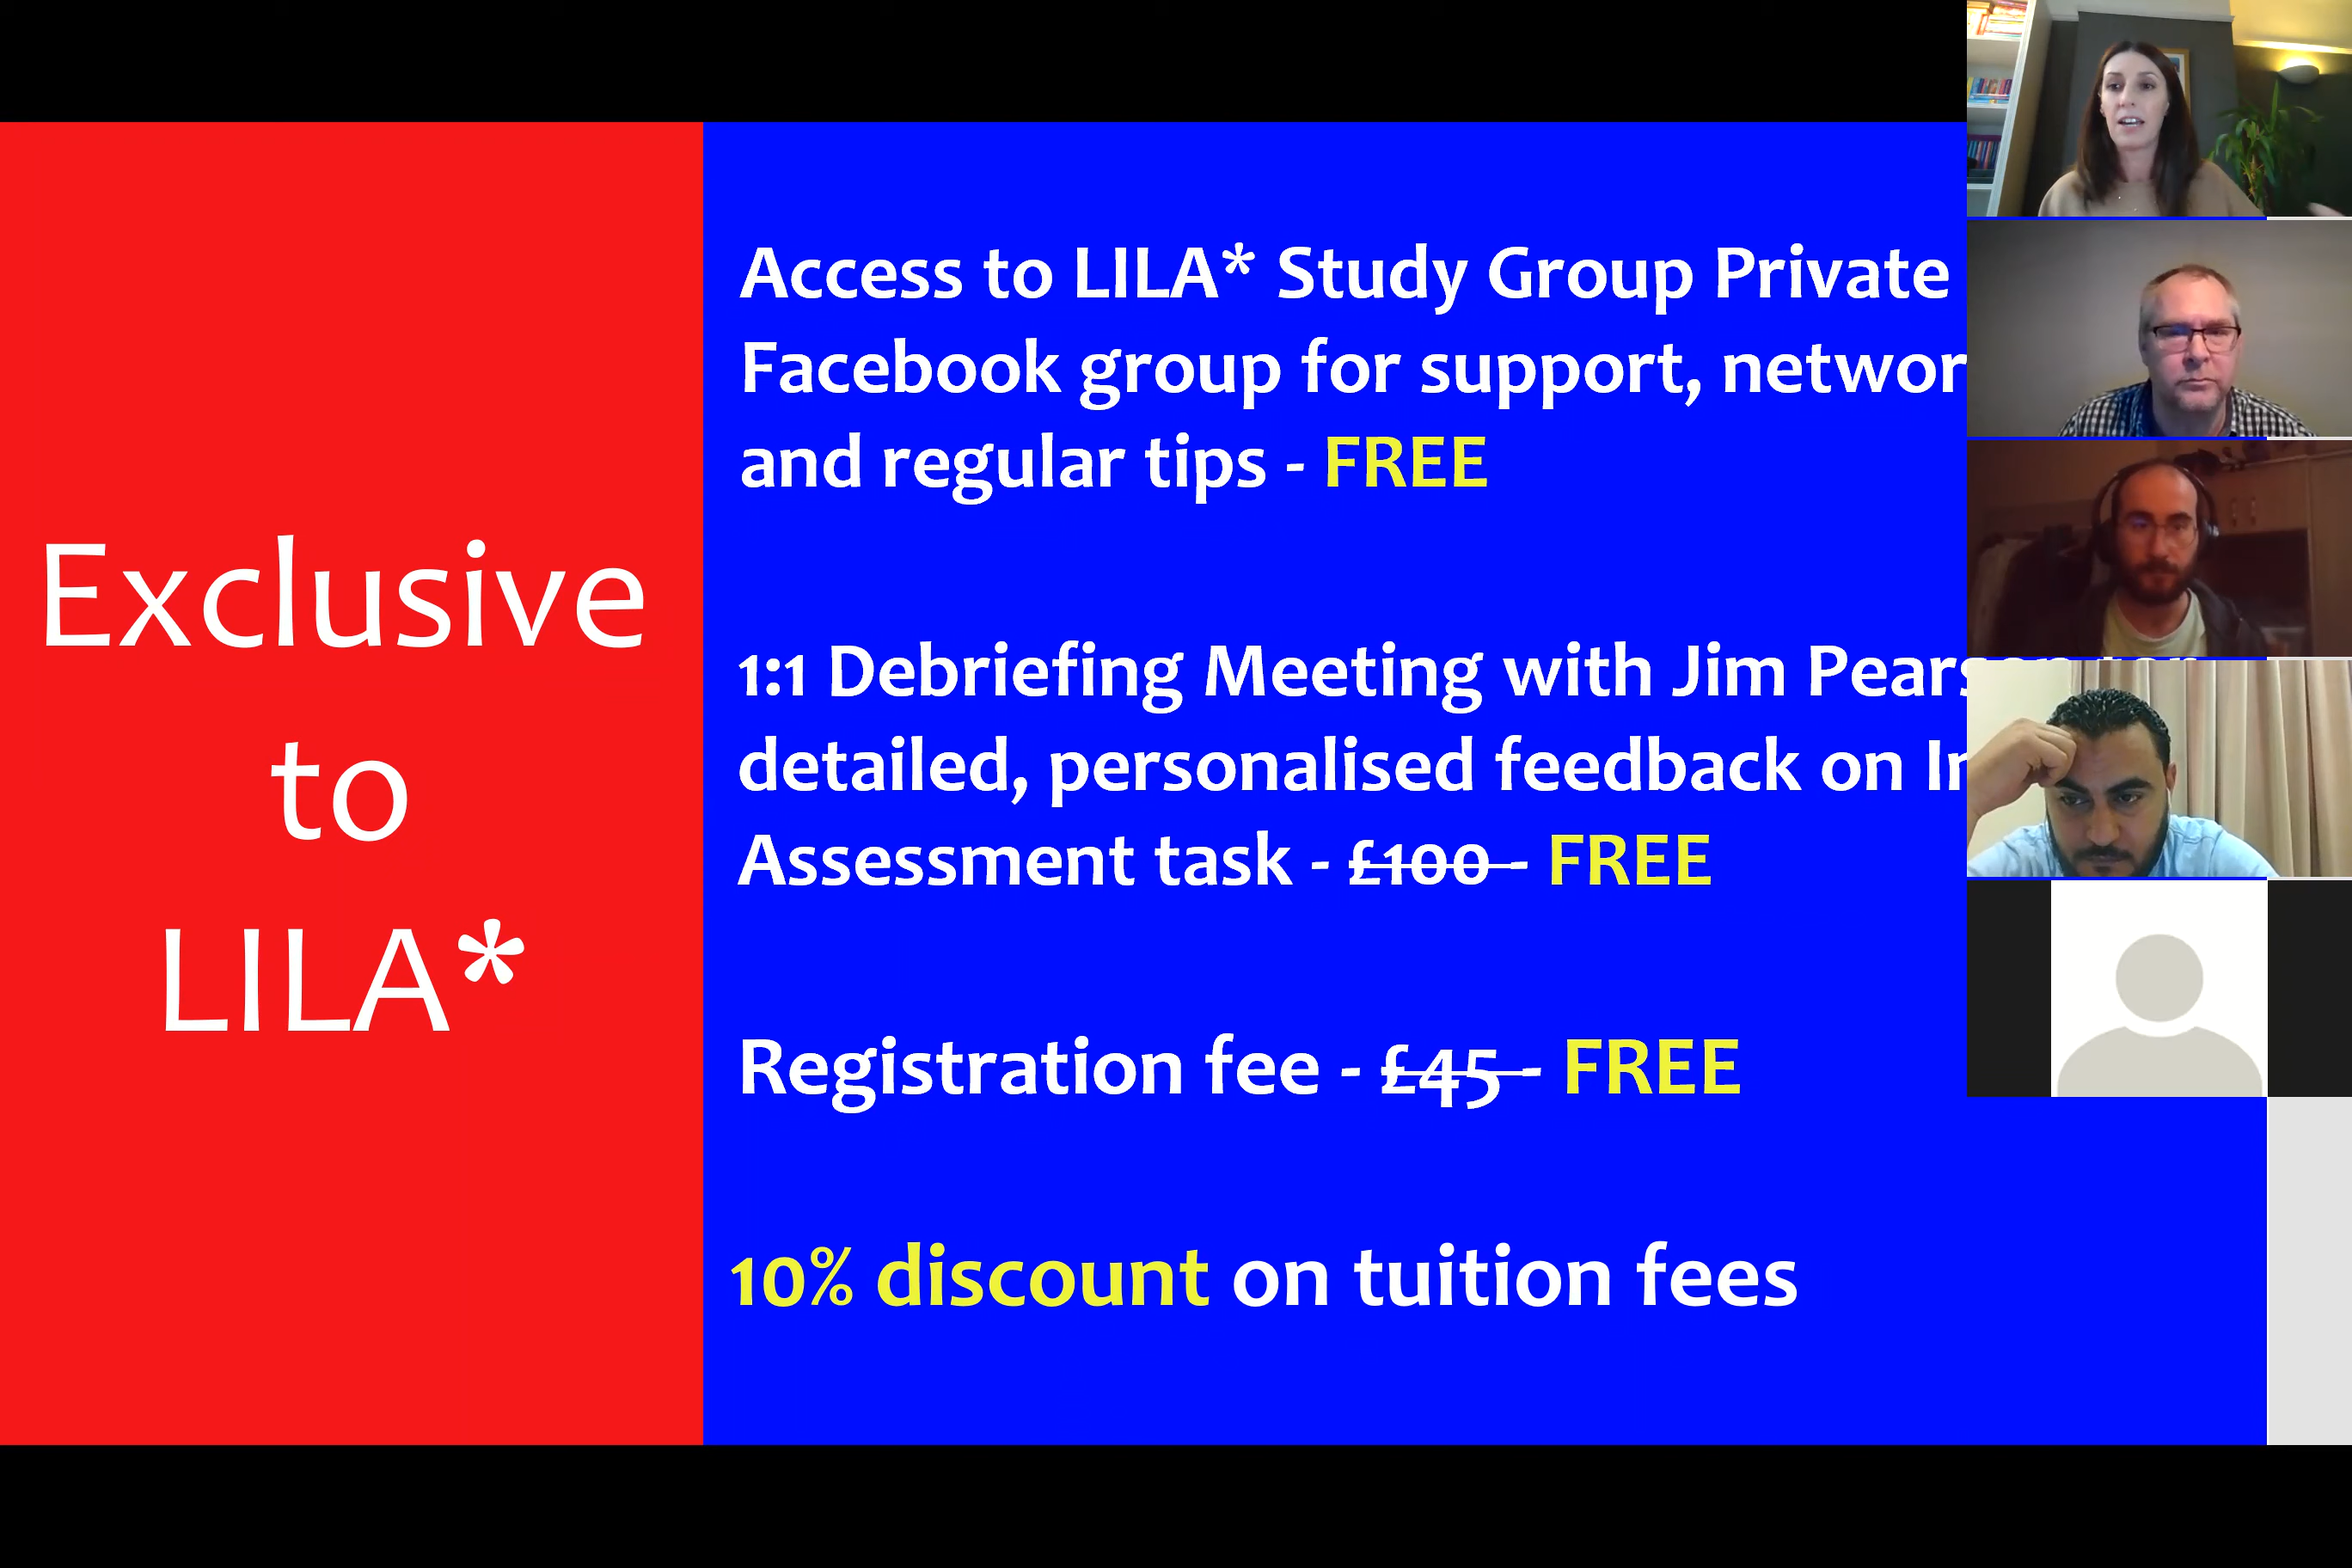 Exclusive
to
LILA*
Access to LILA* Study Group Private
Facebook group for support, networ
and regular tips - FREE
1:1 Debriefing Meeting with Jim Pears
detailed, personalised feedback on In
Assessment task - £100 - FREE
Registration fee - £45 - FREE
10% discount on tuition fees